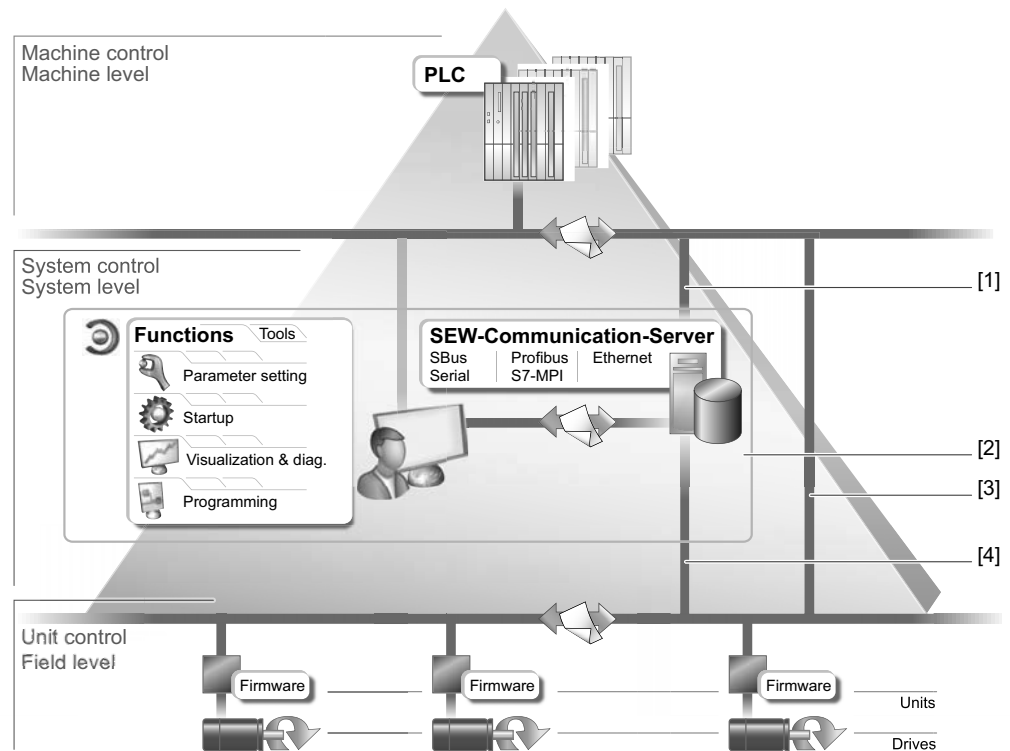 Machine control
Machine level
PLC
System control
System level
[1]
Functions
Tools
Parameter setting
Startup
Visualization & diag.
Programming
SEW-Communication-Server
SBus
Profibus
Ethernet
Serial
S7-MPI
[2]
[3]
[4]
Unit control
Field level
Firmware
Firmware
Firmware
Units
Drives